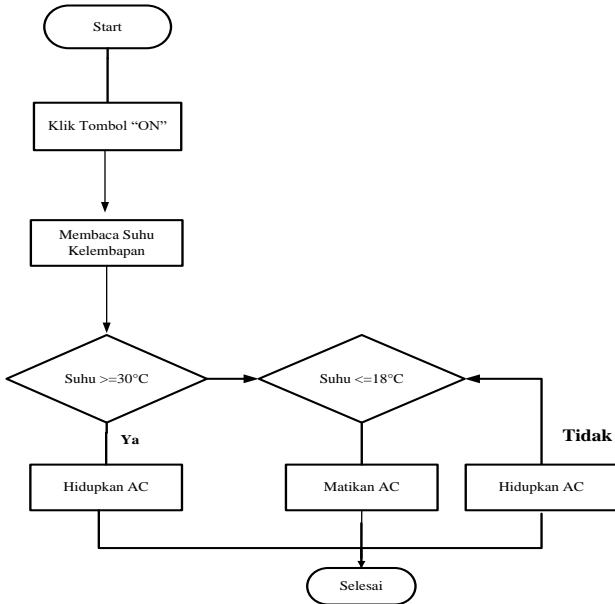 Start
Klik Tombol “ON”
Membaca Suhu
Kelembapan
Suhu >=30°C
Suhu <=18°C
Ya
Tidak
Hidupkan AC
Matikan AC
Hidupkan AC
Selesai